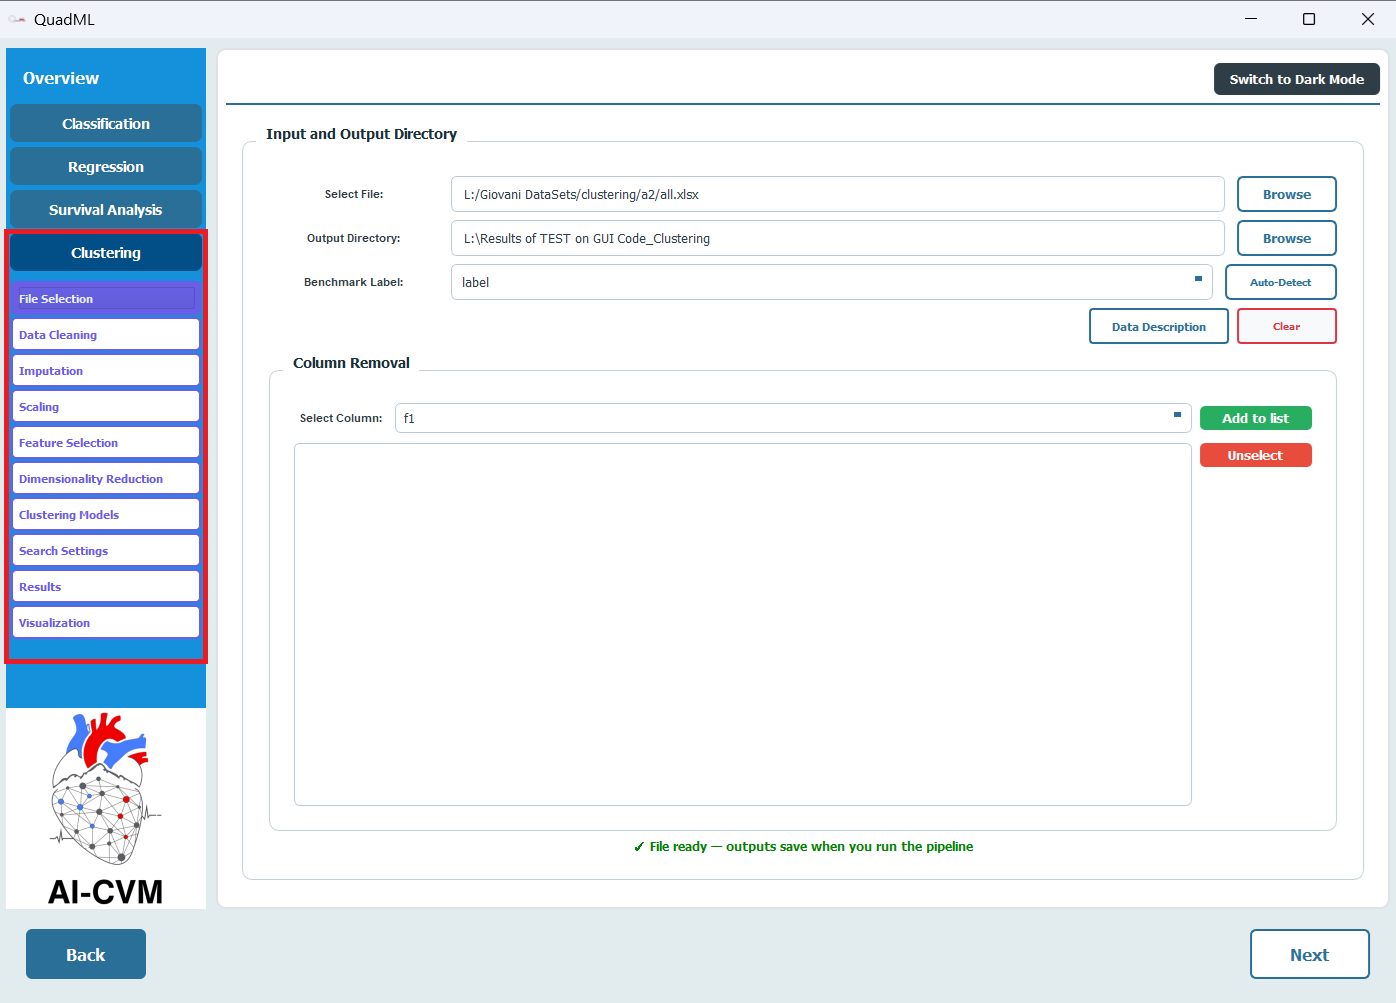 QuadML
Overview
Classification
Regression
Survival Analysis
Clustering
File Selection
Data Cleaning
Imputation
Scaling
Feature Selection
Dimensionality Reduction
Clustering Models
Search Settings
Results
Visualization
AI-CVM
Switch to Dark Mode
Input and Output Directory
Select File: L:/Giovani DataSets/clustering/a2/all.xlsx Browse
Output Directory: L:\Results of TEST on GUI Code_Clustering Browse
Benchmark Label: label Auto-Detect
Data Description Clear
Column Removal
Select Column: f1 Add to list
Unselect
✓ File ready — outputs save when you run the pipeline
Back Next